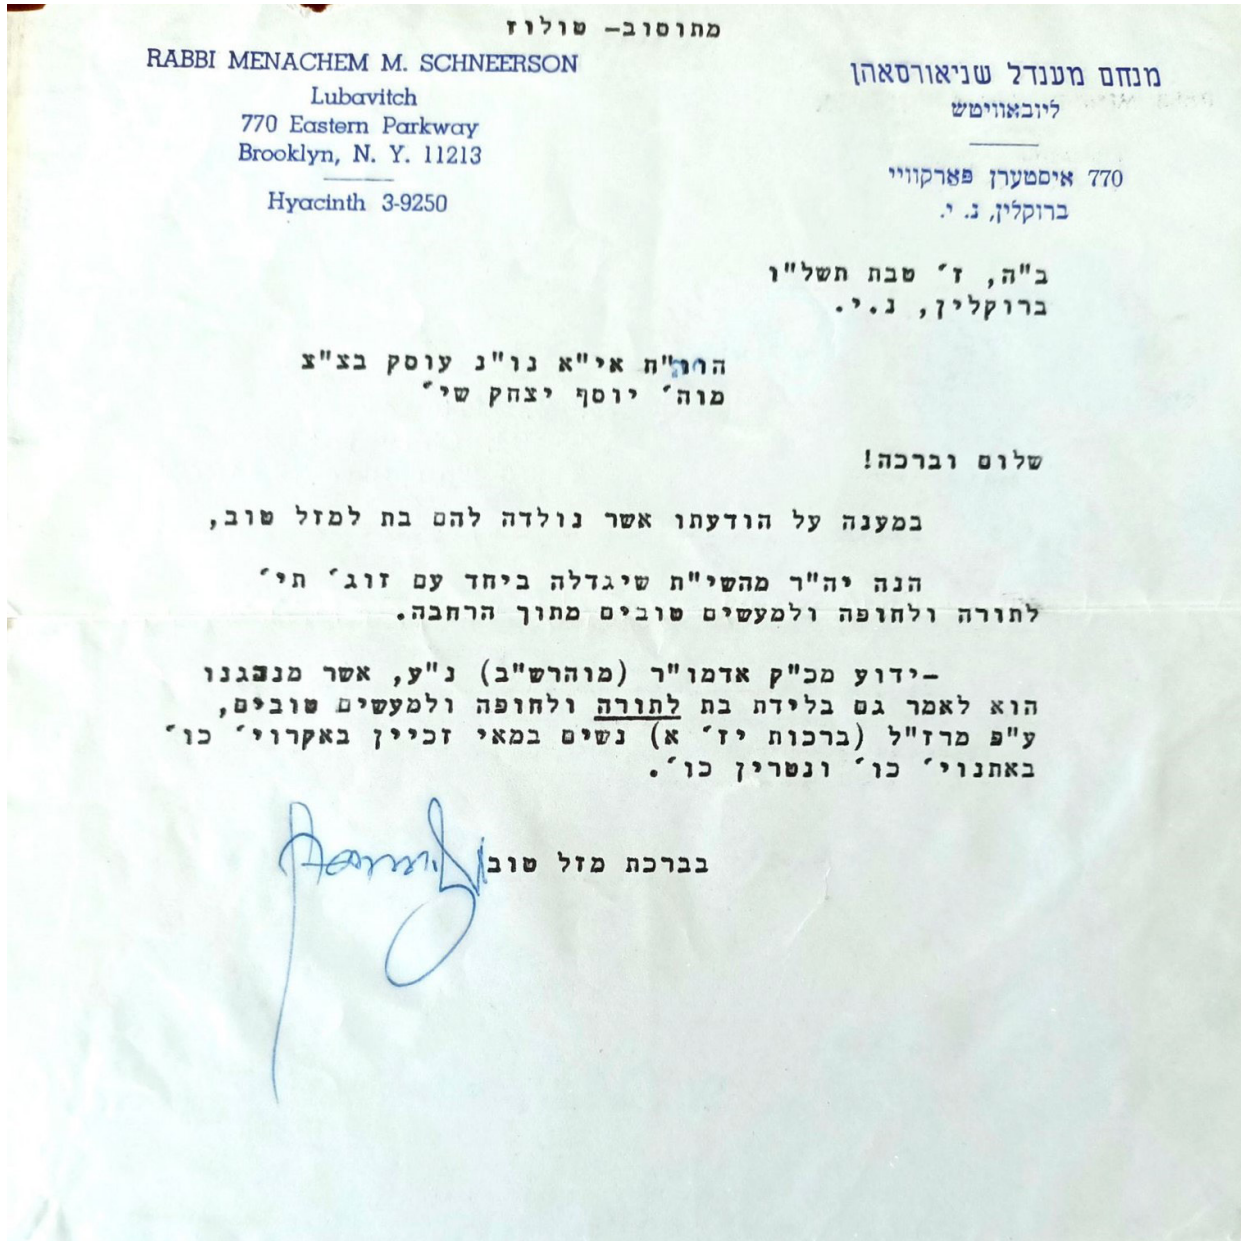 מתוסוב- טולוז
RABBI MENACHEM M. SCHNEERSON
Lubavitch
770 Eastern Parkway
Brooklyn, N. Y. 11213
Hyacinth 3-9250
מנחם מענדל שניאורסאהן
ליובאוויטש
770 איסטערן פארקוויי
ברוקלין, נ. י.
ב"ה, ז׳ טבת תשל"ו
ברוקלין, נ.י.
אי"א נו"נ עוסק בצ"צ
מוה׳ יוסף יצחק שי׳
שלום וברכה!
במענה על הודעתו אשר נולדה להם בת למזל טוב,
הנה יה"ר מהשי"ת שיגדלה ביחד עם זוג׳ תי׳
לתורה ולחופה ולמעשים טובים מתוך הרחבה.
-ידוע מכ"ק אדמו"ר (מוהרש"ב) נ"ע, אשר מנהגנו
הוא לאמר גם בלידת בת לתורה ולחופה ולמעשים טובים,
ע"פ מרז"ל (ברכות יז׳ א) נשים במאי זכיין באקרוי׳ כו׳
באתנוי׳ כו׳ ונטרין כו׳.
בברכת מזל טוב